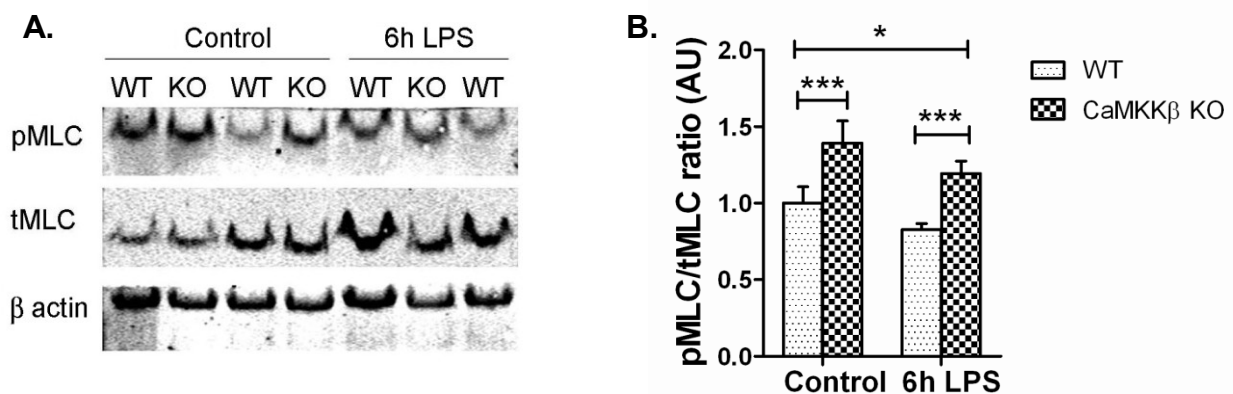 A.
Control 6h LPS
WT KO WT KO WT KO WT
pMLC
tMLC
β actin
B.
pMLC/tMLC ratio (AU)
2.0
1.5
1.0
0.5
0.0
*
***
***
Control 6h LPS
WT
CaMKKβ KO